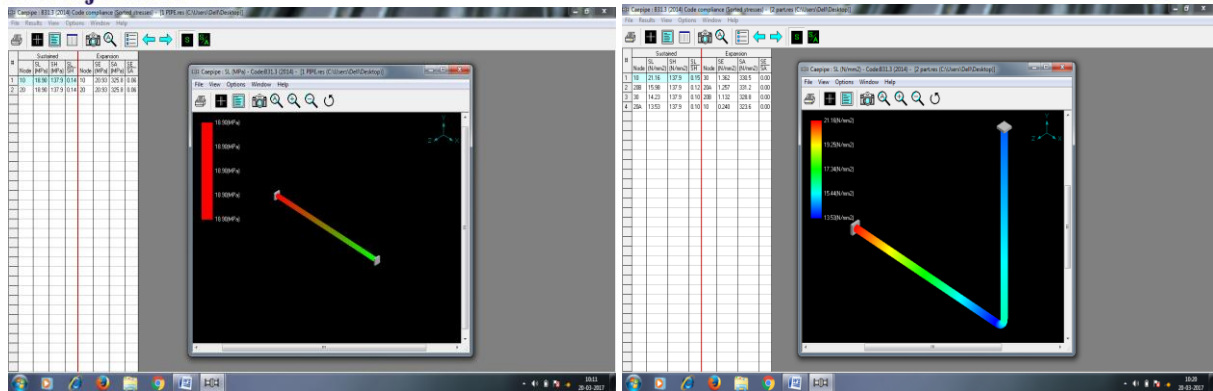 Caepipe : B31.3 (2014) Code compliance (Sorted stresses) - [1 PIPE.res (C:\Users\Dell\Desktop)]
File Results View Options Window Help
Sustained Expansion
# Node SL (MPa) SH (MPa) SL SH Node SE (MPa) SA (MPa) SE SA
1 10 18.90 137.9 0.14 10 20.93 325.8 0.06
2 20 18.90 137.9 0.14 20 20.93 325.8 0.06
Caepipe - SL (MPa) - Code:B31.3 (2014) - [1 PIPE.res (C:\Users\Dell\Desktop)]
File View Options Window Help
18.90(MPa)
18.90(MPa)
18.90(MPa)
18.90(MPa)
18.90(MPa)
Y
Z X
10:11
20-03-2017
Caepipe : B31.3 (2014) Code compliance (Sorted stresses) - [2 part.res (C:\Users\Dell\Desktop)]
File Results View Options Window Help
Sustained Expansion
# Node SL (N/mm2) SH (N/mm2) SL SH Node SE (N/mm2) SA (N/mm2) SE SA
1 10 21.16 137.9 0.15 30 1.362 330.5 0.00
2 20B 15.98 137.9 0.12 20A 1.257 331.2 0.00
3 30 14.23 137.9 0.10 20B 1.132 328.8 0.00
4 20A 13.53 137.9 0.10 10 0.240 323.6 0.00
Caepipe - SL (N/mm2) - Code:B31.3 (2014) - [2 part.res (C:\Users\Dell\Desktop)]
File View Options Window Help
21.16(N/mm2)
19.25(N/mm2)
17.34(N/mm2)
15.44(N/mm2)
13.53(N/mm2)
Y
Z X
10:20
20-03-2017